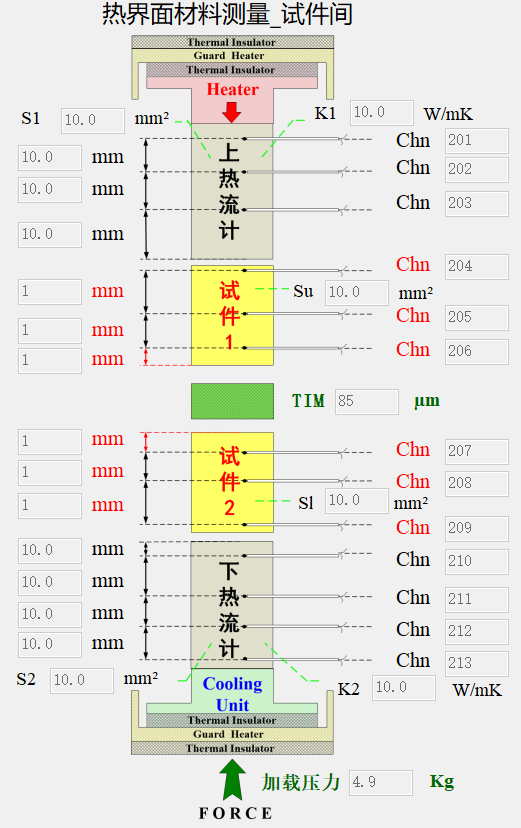 热界面材料测量_试件间
Thermal Insulator
Guard Heater
Thermal Insulator
Heater
S1 10.0 mm² K1 10.0 W/mK
Chn 201
10.0 mm
Chn 202
10.0 mm
Chn 203
10.0 mm
上热流计
Chn 204
1 mm
Su 10.0 mm²
Chn 205
1 mm
Chn 206
1 mm
试件1
TIM 85 μm
1 mm
Chn 207
1 mm
Chn 208
1 mm
Sl 10.0 mm²
Chn 209
试件2
10.0 mm
Chn 210
10.0 mm
Chn 211
10.0 mm
Chn 212
10.0 mm
Chn 213
下热流计
S2 10.0 mm² K2 10.0 W/mK
Cooling
Unit
Thermal Insulator
Guard Heater
Thermal Insulator
加载压力 4.9 Kg
FORCE